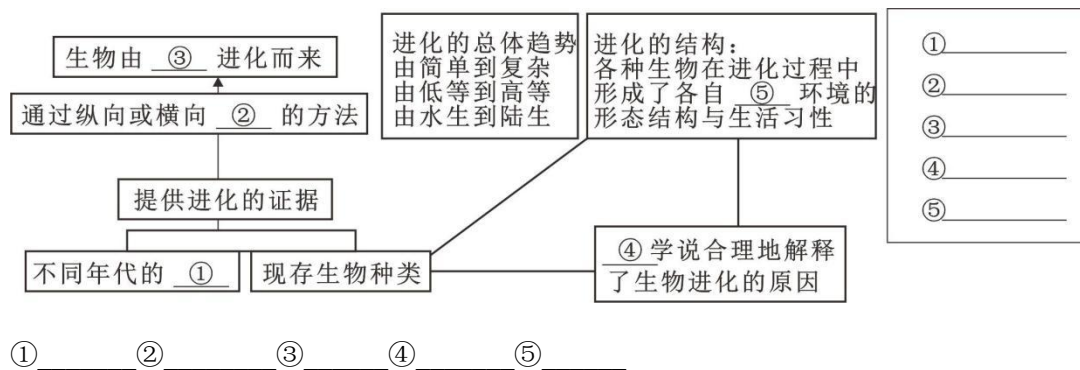 生物由 ③ 进化而来
通过纵向或横向 ② 的方法
提供进化的证据
不同年代的 ①
现存生物种类
进化的总体趋势
由简单到复杂
由低等到高等
由水生到陆生
进化的结构：
各种生物在进化过程中
形成了各自 ⑤ 环境的
形态结构与生活习性
④ 学说合理地解释
了生物进化的原因
①
②
③
④
⑤
①________②________③________④________⑤________